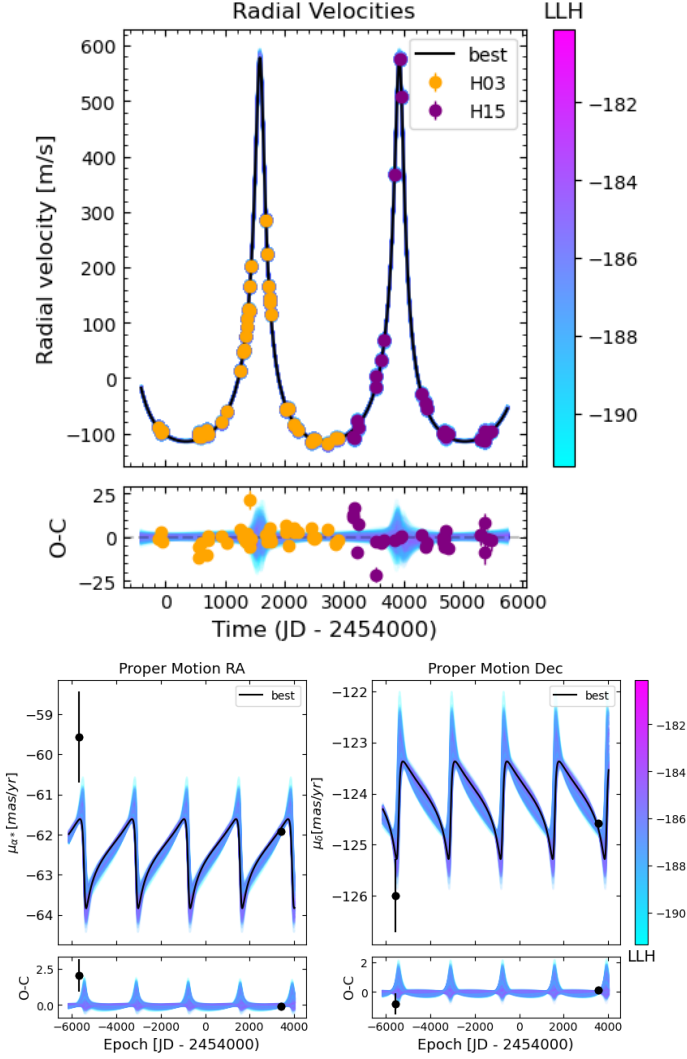 Radial Velocities
LLH
600
500
400
300
200
100
0
−100
Radial velocity [m/s]
best
H03
H15
−182
−184
−186
−188
−190
25
0
−25
O-C
0 1000 2000 3000 4000 5000 6000
Time (JD - 2454000)
Proper Motion RA
Proper Motion Dec
best
best
−59
−60
−61
−62
−63
−64
μα* [mas/yr]
−122
−123
−124
−125
−126
μδ[mas/yr]
−182
−184
−186
−188
−190
LLH
2.5
0.0
O-C
2
0
O-C
−6000 −4000 −2000 0 2000 4000
−6000 −4000 −2000 0 2000 4000
Epoch [JD - 2454000]
Epoch [JD - 2454000]